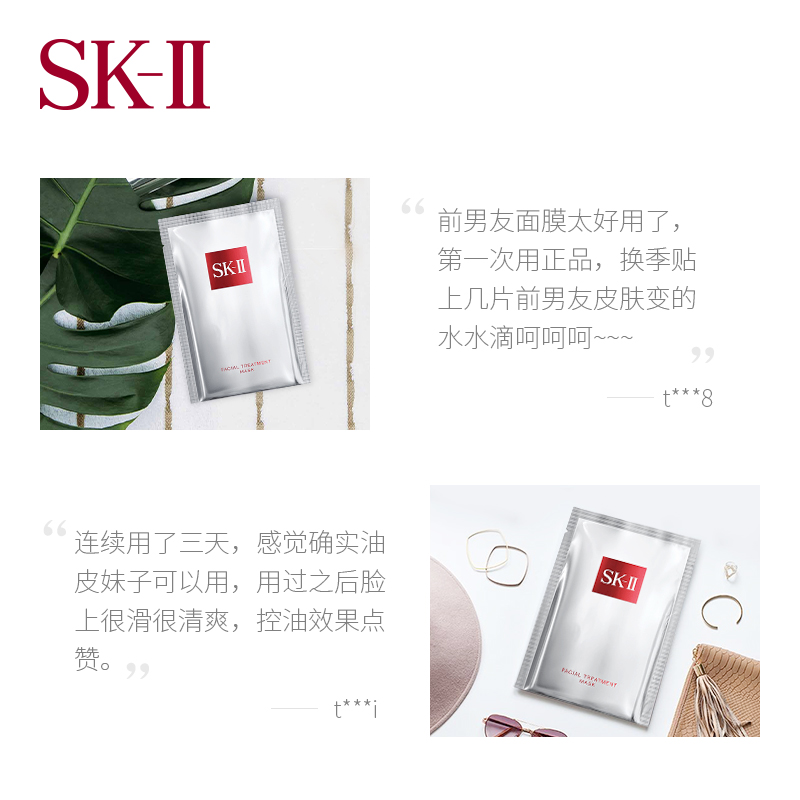 SK-II
SK-II
FACIAL TREATMENT
MASK
“前男友面膜太好用了，
第一次用正品，换季贴
上几片前男友皮肤变的
水水滴呵呵呵~~~”
—— t***8
“连续用了三天，感觉确实油
皮妹子可以用，用过之后脸
上很滑很清爽，控油效果点
赞。”
—— t***i
SK-II
FACIAL TREATMENT
MASK